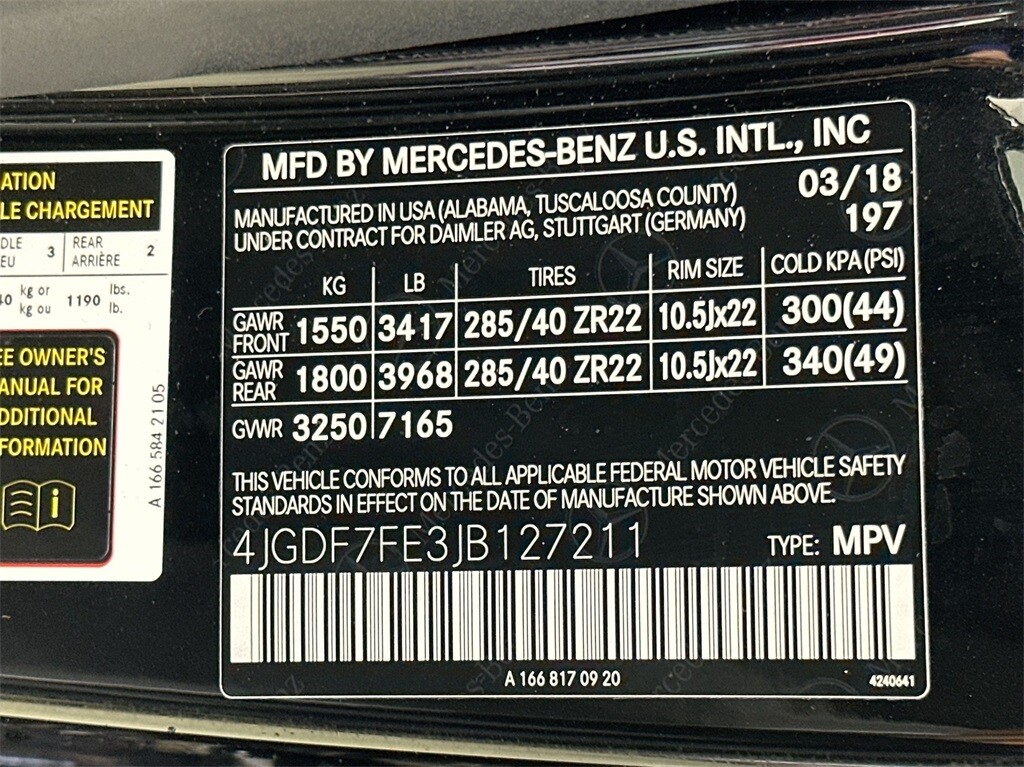 ATION
LE CHARGEMENT
DLE
EU
3
REAR
ARRIÈRE
2
kg or
kg ou
1190
lbs.
lb.
EE OWNER'S
ANUAL FOR
DDITIONAL
FORMATION
i
A 166 584 21 05
MFD BY MERCEDES-BENZ U.S. INTL., INC
MANUFACTURED IN USA (ALABAMA, TUSCALOOSA COUNTY) 03/18
UNDER CONTRACT FOR DAIMLER AG, STUTTGART (GERMANY) 197
KG LB TIRES RIM SIZE COLD KPA (PSI)
GAWR FRONT 1550 3417 285/40 ZR22 10.5Jx22 300(44)
GAWR REAR 1800 3968 285/40 ZR22 10.5Jx22 340(49)
GVWR 3250 7165
THIS VEHICLE CONFORMS TO ALL APPLICABLE FEDERAL MOTOR VEHICLE SAFETY
STANDARDS IN EFFECT ON THE DATE OF MANUFACTURE SHOWN ABOVE.
4JGDF7FE3JB127211 TYPE: MPV
A 166 817 09 20 4240641